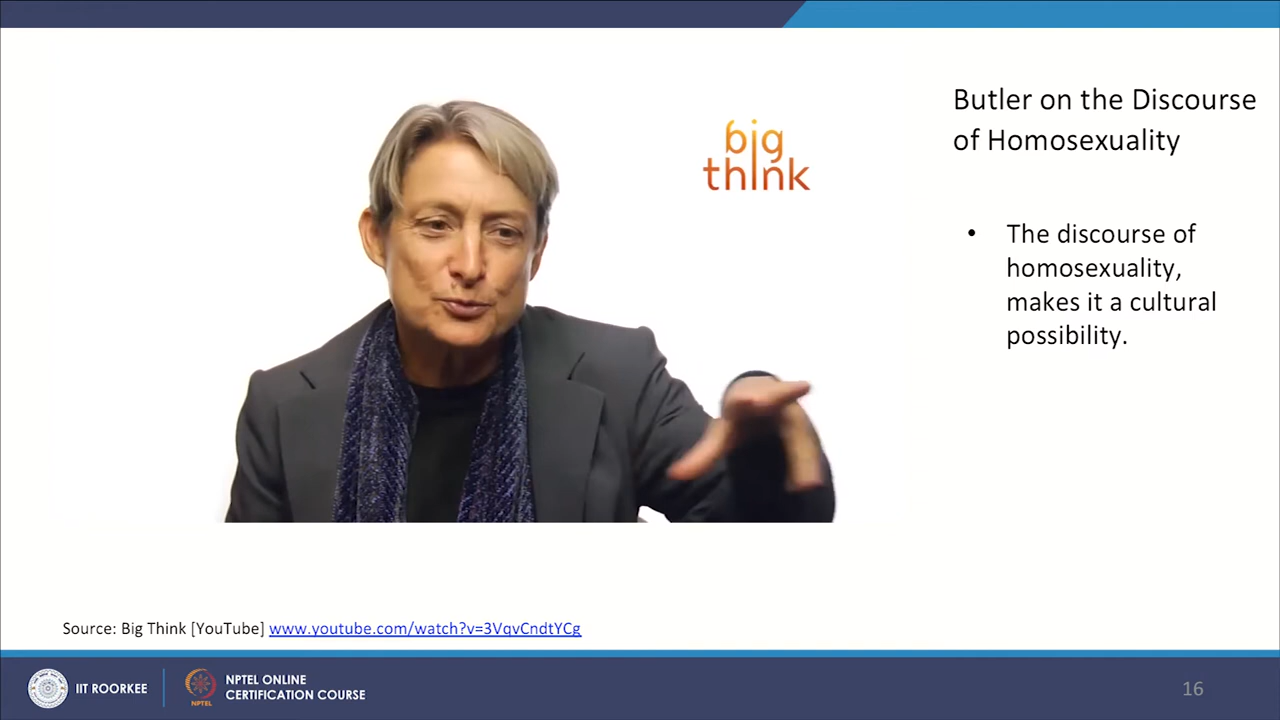 big
think
Butler on the Discourse
of Homosexuality
• The discourse of
homosexuality,
makes it a cultural
possibility.
Source: Big Think [YouTube] www.youtube.com/watch?v=3VqvCndtYCg
IIT ROORKEE
NPTEL
NPTEL ONLINE
CERTIFICATION COURSE
16